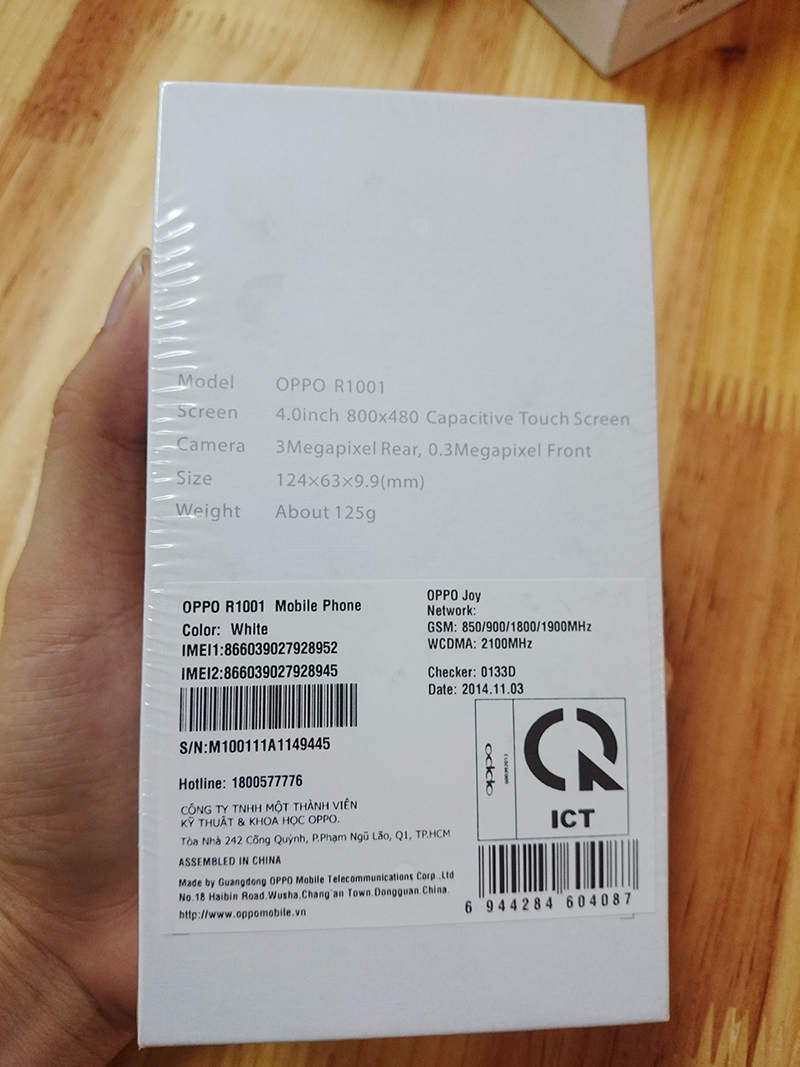 Model OPPO R1001
Screen 4.0inch 800x480 Capacitive Touch Screen
Camera 3Megapixel Rear, 0.3Megapixel Front
Size 124×63×9.9(mm)
Weight About 125g
OPPO R1001 Mobile Phone
Color: White
IMEI1:866039027928952
IMEI2:866039027928945
S/N:M100111A1149445
Hotline: 1800577776
CÔNG TY TNHH MỘT THÀNH VIÊN
KỸ THUẬT & KHOA HỌC OPPO.
Tòa Nhà 242 Cống Quỳnh, P.Phạm Ngũ Lão, Q1, TP.HCM
ASSEMBLED IN CHINA
Made by Guangdong OPPO Mobile Telecommunications Corp.,Ltd
No.18 Haibin Road.Wusha,Chang'an Town.Dongguan.China.
http://www.oppomobile.vn
OPPO Joy
Network:
GSM: 850/900/1800/1900MHz
WCDMA: 2100MHz
Checker: 0133D
Date: 2014.11.03
oppo
ICT
6 944284 604087